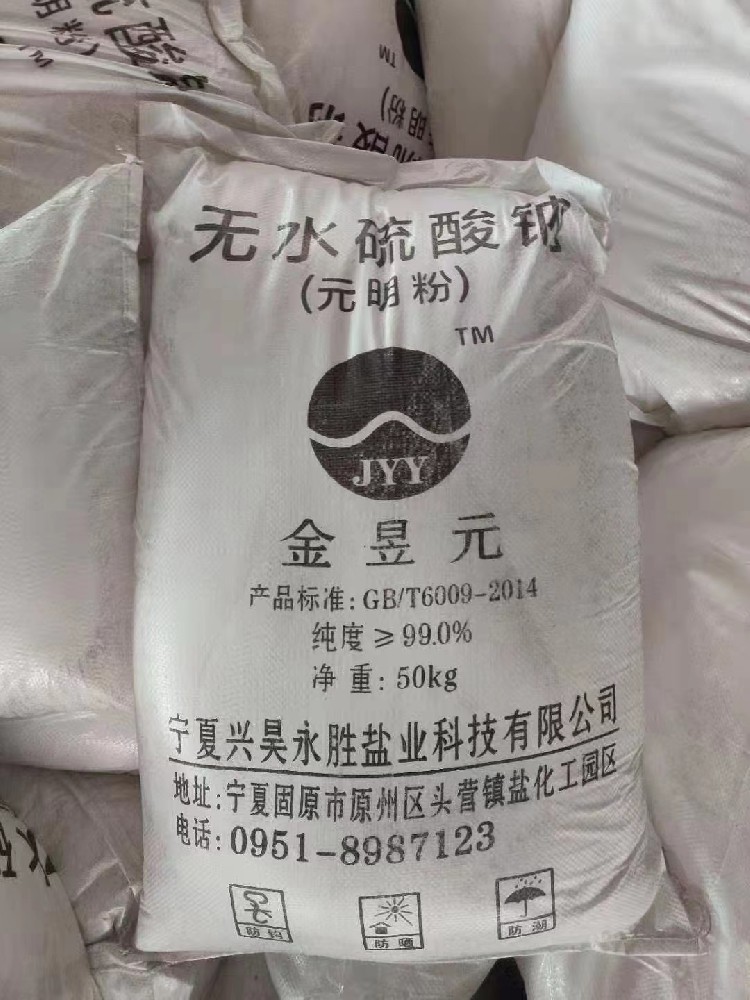 无水硫酸钠
(元明粉)
TM
JYY
金昱元
产品标准:GB/T6009-2014
纯度≥99.0%
净重:50kg
宁夏兴昊永胜盐业科技有限公司
地址:宁夏固原市原州区头营镇盐化工园区
电话:0951-8987123
防钩
防晒
防潮